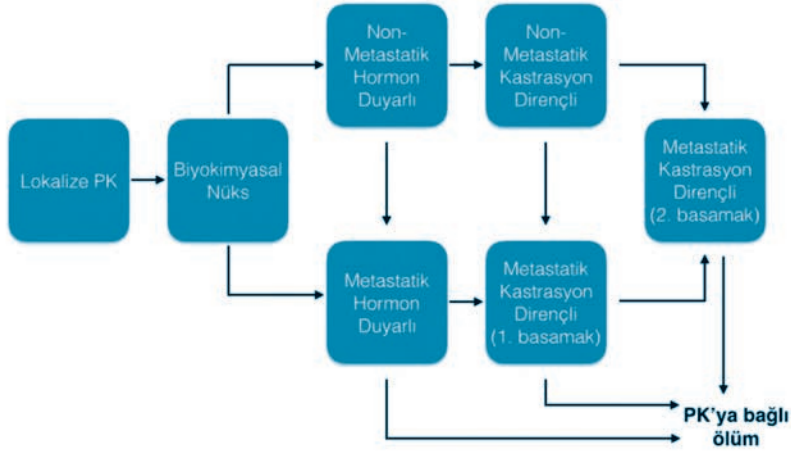 Lokalize PK
Biyokimyasal
Nüks
Non-
Metastatik
Hormon
Duyarlı
Non-
Metastatik
Kastrasyon
Dirençli
Metastatik
Hormon
Duyarlı
Metastatik
Kastrasyon
Dirençli
(1. basamak)
Metastatik
Kastrasyon
Dirençli
(2. basamak)
PK'ya bağlı
ölüm